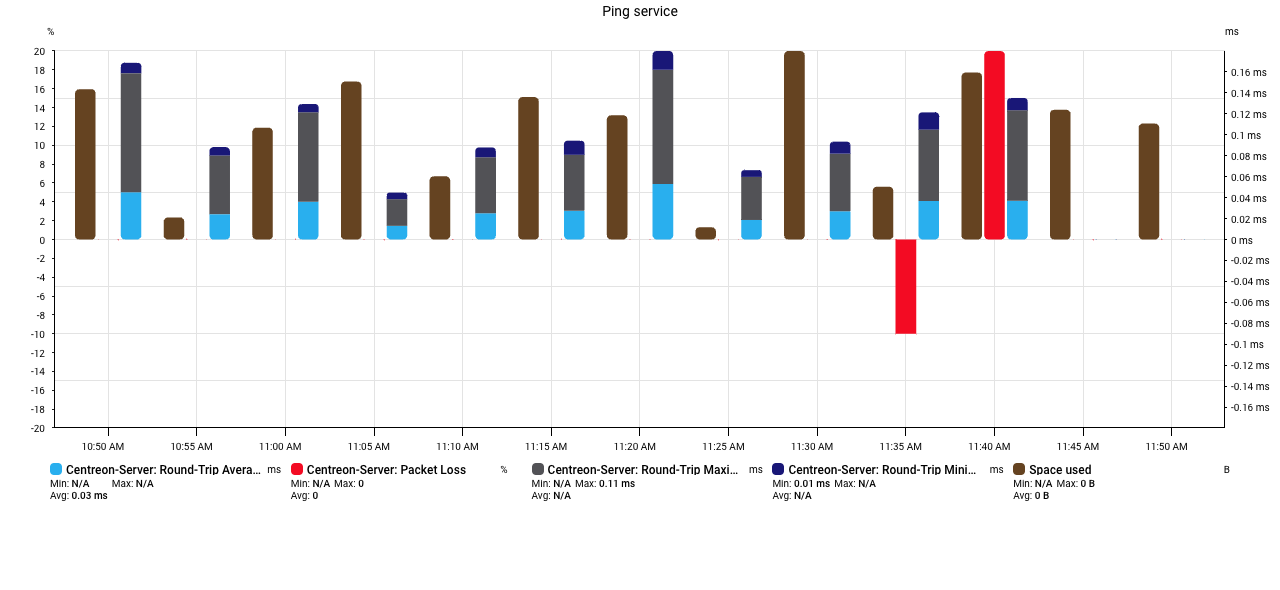 Ping service
% ms
20
18 0.16 ms
16 0.14 ms
14 0.12 ms
12 0.1 ms
10 0.08 ms
8 0.06 ms
6 0.04 ms
4 0.02 ms
2
0 0 ms
-2 -0.02 ms
-4 -0.04 ms
-6 -0.06 ms
-8 -0.08 ms
-10 -0.1 ms
-12 -0.12 ms
-14 -0.14 ms
-16 -0.16 ms
-18
-20
10:50 AM 10:55 AM 11:00 AM 11:05 AM 11:10 AM 11:15 AM 11:20 AM 11:25 AM 11:30 AM 11:35 AM 11:40 AM 11:45 AM 11:50 AM
Centreon-Server: Round-Trip Avera... ms Centreon-Server: Packet Loss % Centreon-Server: Round-Trip Maxi... ms Centreon-Server: Round-Trip Mini... ms Space used B
Min: N/A Max: N/A Min: N/A Max: 0 Min: N/A Max: 0.11 ms Min: 0.01 ms Max: N/A Min: N/A Max: 0 B
Avg: 0.03 ms Avg: 0 Avg: N/A Avg: N/A Avg: 0 B